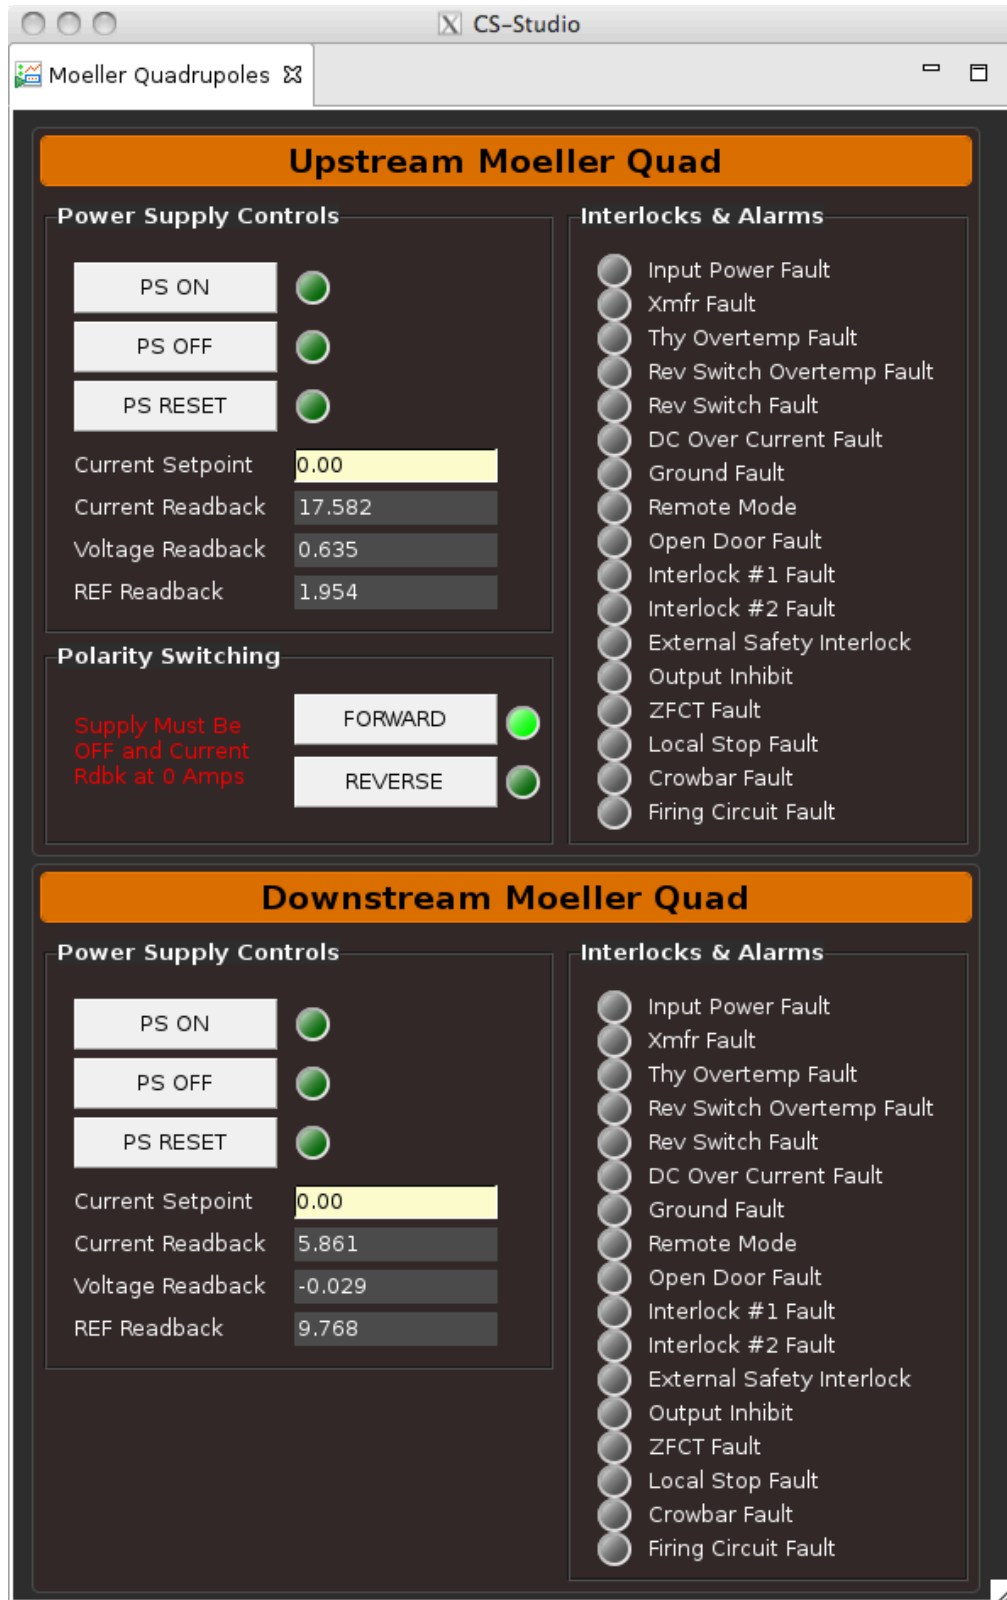 CS-Studio
Moeller Quadrupoles
Upstream Moeller Quad
Power Supply Controls
PS ON
PS OFF
PS RESET
Current Setpoint 0.00
Current Readback 17.582
Voltage Readback 0.635
REF Readback 1.954
Polarity Switching
Supply Must Be
OFF and Current
Rdbk at 0 Amps
FORWARD
REVERSE
Interlocks & Alarms
Input Power Fault
Xmfr Fault
Thy Overtemp Fault
Rev Switch Overtemp Fault
Rev Switch Fault
DC Over Current Fault
Ground Fault
Remote Mode
Open Door Fault
Interlock #1 Fault
Interlock #2 Fault
External Safety Interlock
Output Inhibit
ZFCT Fault
Local Stop Fault
Crowbar Fault
Firing Circuit Fault
Downstream Moeller Quad
Power Supply Controls
PS ON
PS OFF
PS RESET
Current Setpoint 0.00
Current Readback 5.861
Voltage Readback -0.029
REF Readback 9.768
Interlocks & Alarms
Input Power Fault
Xmfr Fault
Thy Overtemp Fault
Rev Switch Overtemp Fault
Rev Switch Fault
DC Over Current Fault
Ground Fault
Remote Mode
Open Door Fault
Interlock #1 Fault
Interlock #2 Fault
External Safety Interlock
Output Inhibit
ZFCT Fault
Local Stop Fault
Crowbar Fault
Firing Circuit Fault